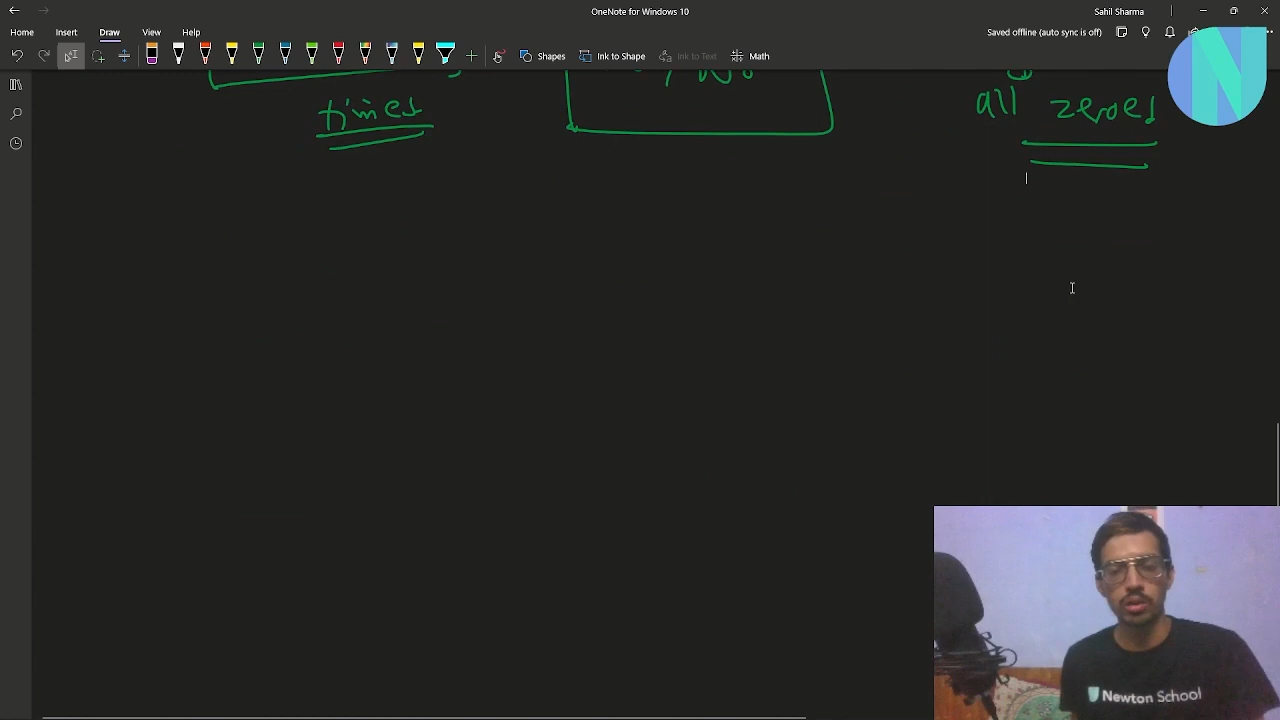 OneNote for Windows 10
Sahil Sharma
Home Insert Draw View Help
Saved offline (auto sync is off)
Shapes Ink to Shape Ink to Text Math
times
all zeroes
Newton School